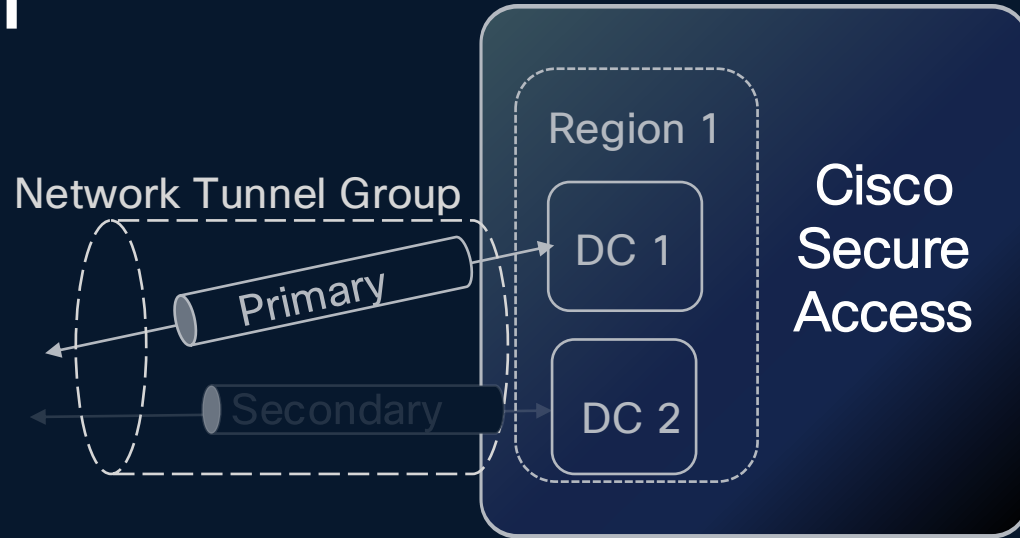 Network Tunnel Group
Primary
Secondary
Region 1
DC 1
DC 2
Cisco
Secure
Access